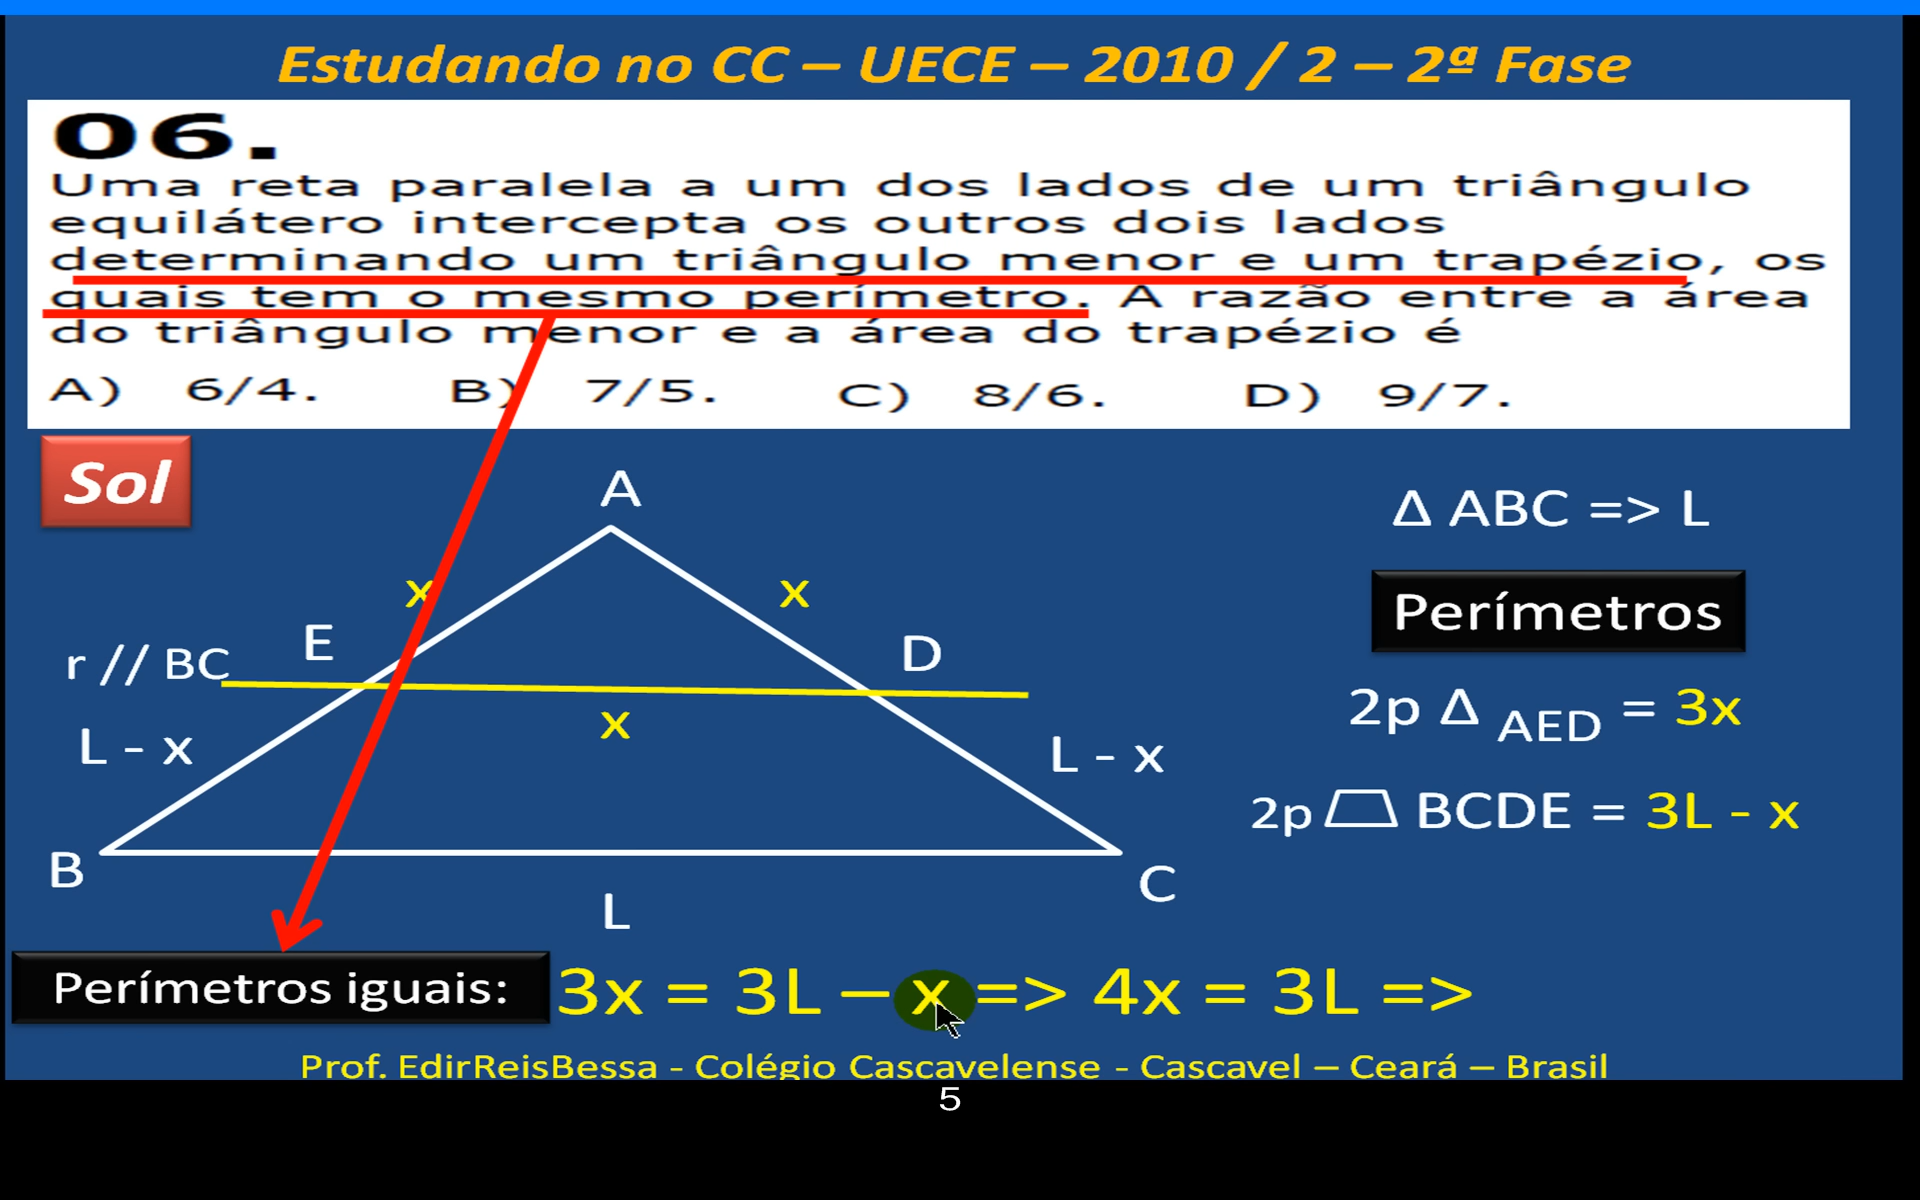 Estudando no CC – UECE – 2010 / 2 – 2ª Fase
06.
Uma reta paralela a um dos lados de um triângulo
equilátero intercepta os outros dois lados
determinando um triângulo menor e um trapézio, os
quais tem o mesmo perímetro. A razão entre a área
do triângulo menor e a área do trapézio é
A) 6/4. B) 7/5. C) 8/6. D) 9/7.
Sol
A
Δ ABC => L
x x
Perímetros
E D
r // BC
x
2p Δ AED = 3x
L - x L - x
2p BCDE = 3L - x
B C
L
Perímetros iguais: 3x = 3L – x => 4x = 3L =>
Prof. EdirReisBessa - Colégio Cascavelense - Cascavel – Ceará – Brasil
5